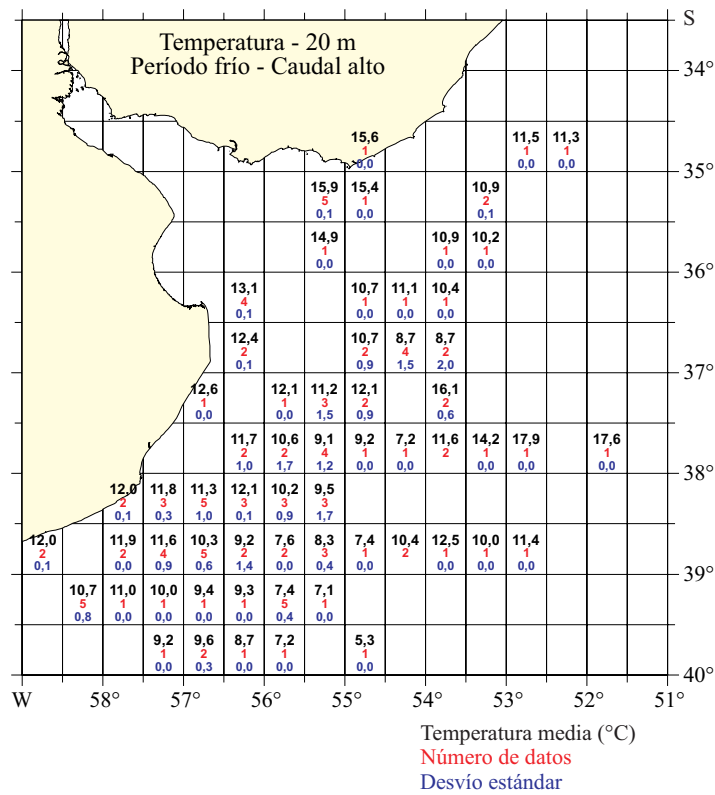 S
Temperatura - 20 m
Período frío - Caudal alto
34°
15,6 11,5 11,3
1 1 1
0,0 0,0 0,0
35°
15,9 15,4 10,9
5 1 2
0,1 0,0 0,1
14,9 10,9 10,2
1 1 1
0,0 0,0 0,0
36°
13,1 10,7 11,1 10,4
4 1 1 1
0,1 0,0 0,0 0,0
12,4 10,7 8,7 8,7
2 2 4 2
0,1 0,9 1,5 2,0
37°
12,6 12,1 11,2 12,1 16,1
1 1 3 2 2
0,0 0,0 1,5 0,9 0,6
11,7 10,6 9,1 9,2 7,2 11,6 14,2 17,9 17,6
2 2 4 1 1 2 1 1 1
1,0 1,7 1,2 0,0 0,0 0,0 0,0 0,0
38°
12,0 11,8 11,3 12,1 10,2 9,5
2 3 5 3 3 3
0,1 0,3 1,0 0,1 0,9 1,7
12,0 11,9 11,6 10,3 9,2 7,6 8,3 7,4 10,4 12,5 10,0 11,4
2 2 4 5 2 2 3 1 2 1 1 1
0,1 0,0 0,9 0,6 1,4 0,0 0,4 0,0 0,0 0,0 0,0
39°
10,7 11,0 10,0 9,4 9,3 7,4 7,1
5 1 1 1 1 5 1
0,8 0,0 0,0 0,0 0,0 0,4 0,0
9,2 9,6 8,7 7,2 5,3
1 2 1 1 1
0,0 0,3 0,0 0,0 0,0
40°
W 58° 57° 56° 55° 54° 53° 52° 51°
Temperatura media (°C)
Número de datos
Desvío estándar